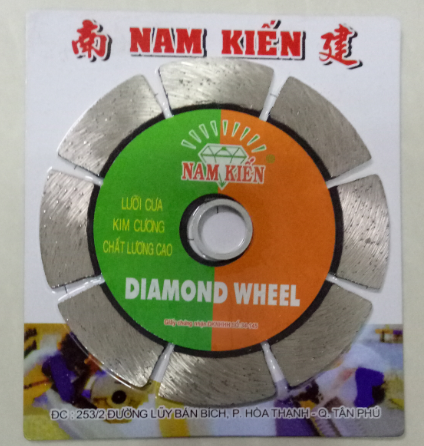 南 NAM KIẾN 建
NAM KIẾN
LƯỠI CƯA
KIM CƯƠNG
CHẤT LƯỢNG CAO
DIAMOND WHEEL
ĐC : 253/2 ĐƯỜNG LŨY BÁN BÍCH, P. HÒA THẠNH - Q. TÂN PHÚ